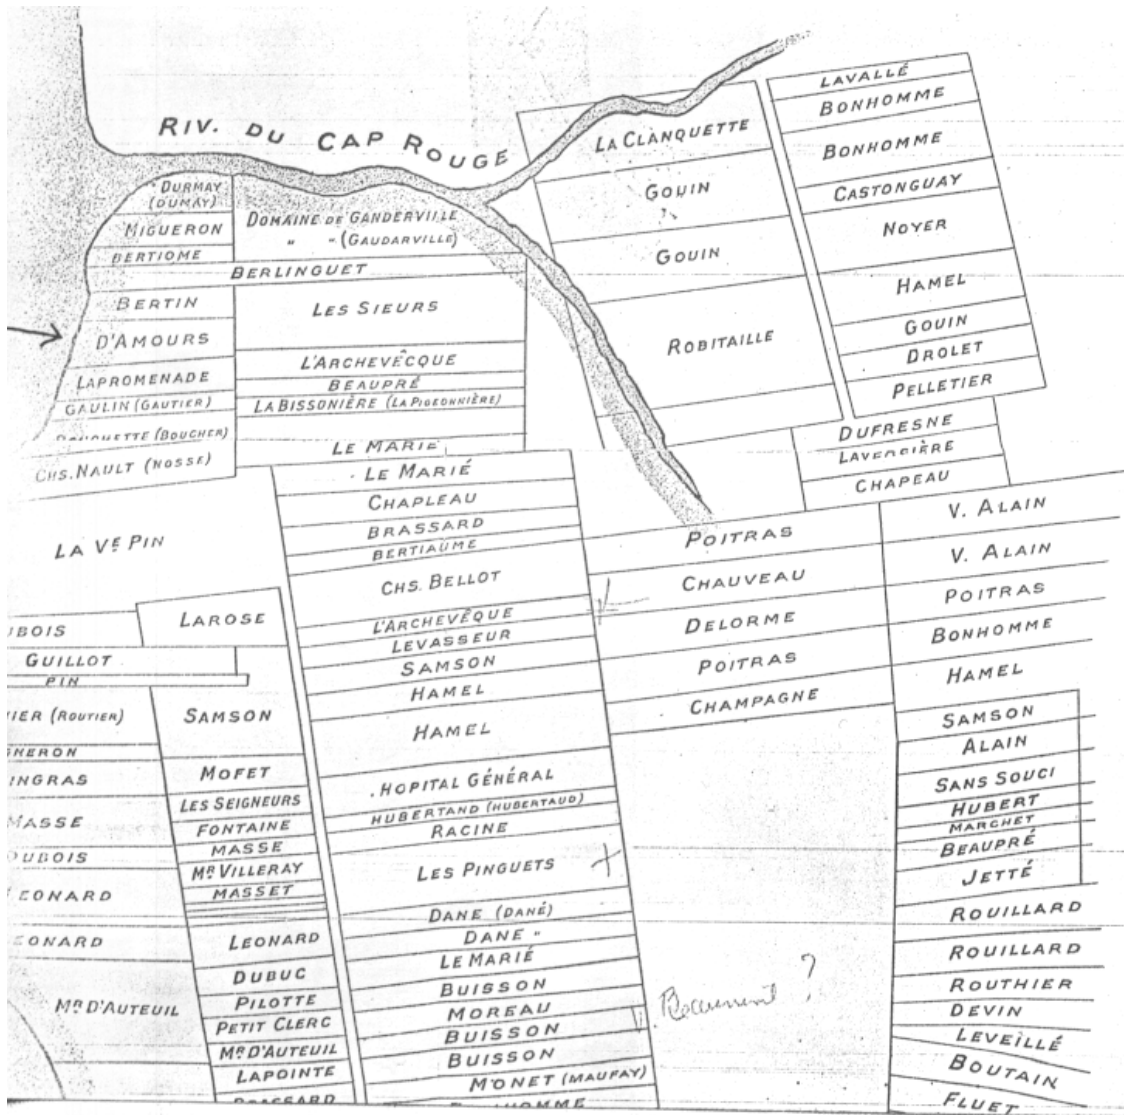 RIV. DU CAP ROUGE
DURMAY
(DUMAY)
MIGUERON
BERTIOME
DOMAINE DE GANDERVILLE
" " (GAUDARVILLE)
BERLINGUET
BERTIN
D'AMOURS
LAPROMENADE
GAULIN (GAUTIER)
(BOUCHER)
CHS. NAULT (NOSSE)
LES SIEURS
L'ARCHEVÊCQUE
BEAUPRÉ
LA BISSONIÈRE (LA PIGEONNIÈRE)
LE MARIÉ
LA CLANQUETTE
GOUIN
GOUIN
ROBITAILLE
LAVALLÉ
BONHOMME
BONHOMME
CASTONGUAY
NOYER
HAMEL
GOUIN
DROLET
PELLETIER
DUFRESNE
CHAPEAU
LA VE PIN
UBOIS
GUILLOT
PIN
IER (ROUTIER)
GNERON
INGRAS
MASSE
DUBOIS
LEONARD
EONARD
MR D'AUTEUIL
LAROSE
SAMSON
MOFET
LES SEIGNEURS
FONTAINE
MASSE
MR VILLERAY
MASSET
LEONARD
DUBUC
PILOTTE
PETIT CLERC
MR D'AUTEUIL
LAPOINTE
BRASSARD
LE MARIÉ
CHAPLEAU
BRASSARD
BERTIAUME
CHS. BELLOT
L'ARCHEVÊQUE
LEVASSEUR
SAMSON
HAMEL
HAMEL
HOPITAL GÉNÉRAL
HUBERTAND (HUBERTAUD)
RACINE
LES PINGUETS
DANE (DANÉ)
DANE "
LE MARIÉ
BUISSON
MOREAU
BUISSON
BUISSON
MONET (MAUFAY)
POITRAS
CHAUVEAU
DELORME
POITRAS
CHAMPAGNE
Beaumont ?
V. ALAIN
V. ALAIN
POITRAS
BONHOMME
HAMEL
SAMSON
ALAIN
SANS SOUCI
HUBERT
MARCHET
BEAUPRÉ
JETTÉ
ROUILLARD
ROUILLARD
ROUTHIER
DEVIN
LEVEILLÉ
BOUTAIN
FLUET